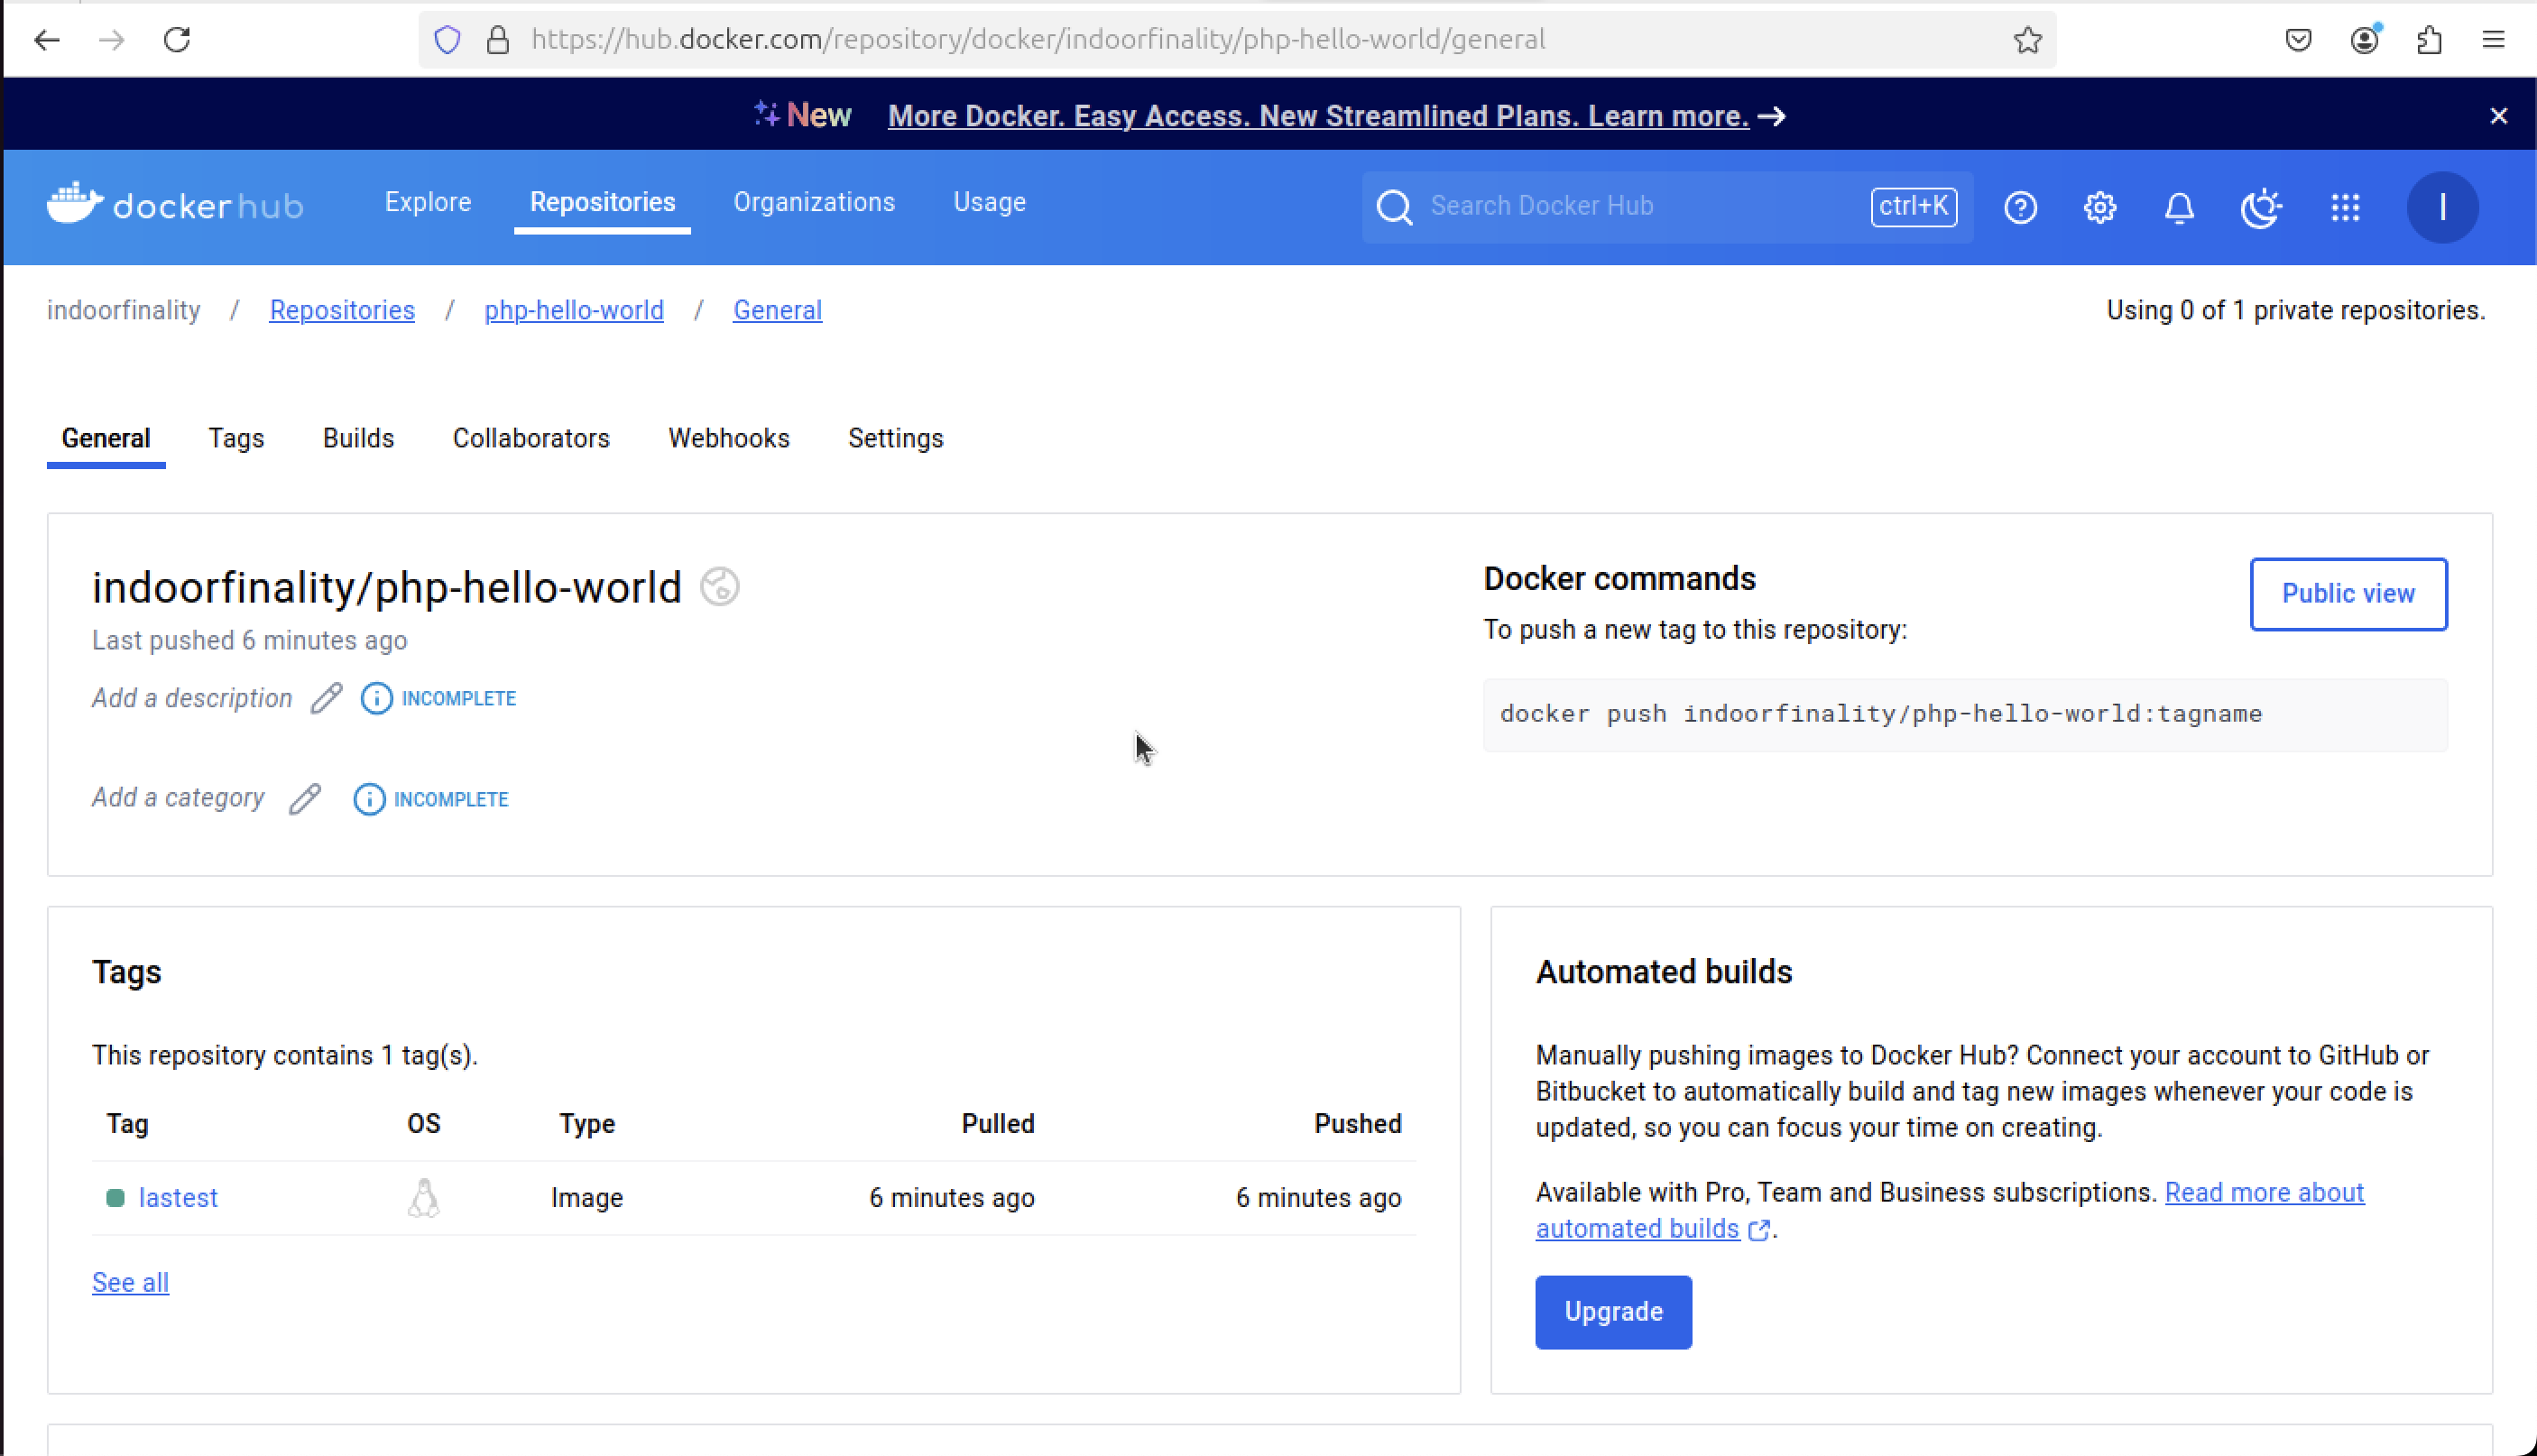 https://hub.docker.com/repository/docker/indoorfinality/php-hello-world/general
New More Docker. Easy Access. New Streamlined Plans. Learn more.
dockerhub Explore Repositories Organizations Usage Search Docker Hub ctrl+K I
indoorfinality / Repositories / php-hello-world / General Using 0 of 1 private repositories.
General Tags Builds Collaborators Webhooks Settings
indoorfinality/php-hello-world
Last pushed 6 minutes ago
Add a description INCOMPLETE
Add a category INCOMPLETE
Docker commands
Public view
To push a new tag to this repository:
docker push indoorfinality/php-hello-world:tagname
Tags
This repository contains 1 tag(s).
Tag OS Type Pulled Pushed
lastest Image 6 minutes ago 6 minutes ago
See all
Automated builds
Manually pushing images to Docker Hub? Connect your account to GitHub or
Bitbucket to automatically build and tag new images whenever your code is
updated, so you can focus your time on creating.
Available with Pro, Team and Business subscriptions. Read more about
automated builds.
Upgrade